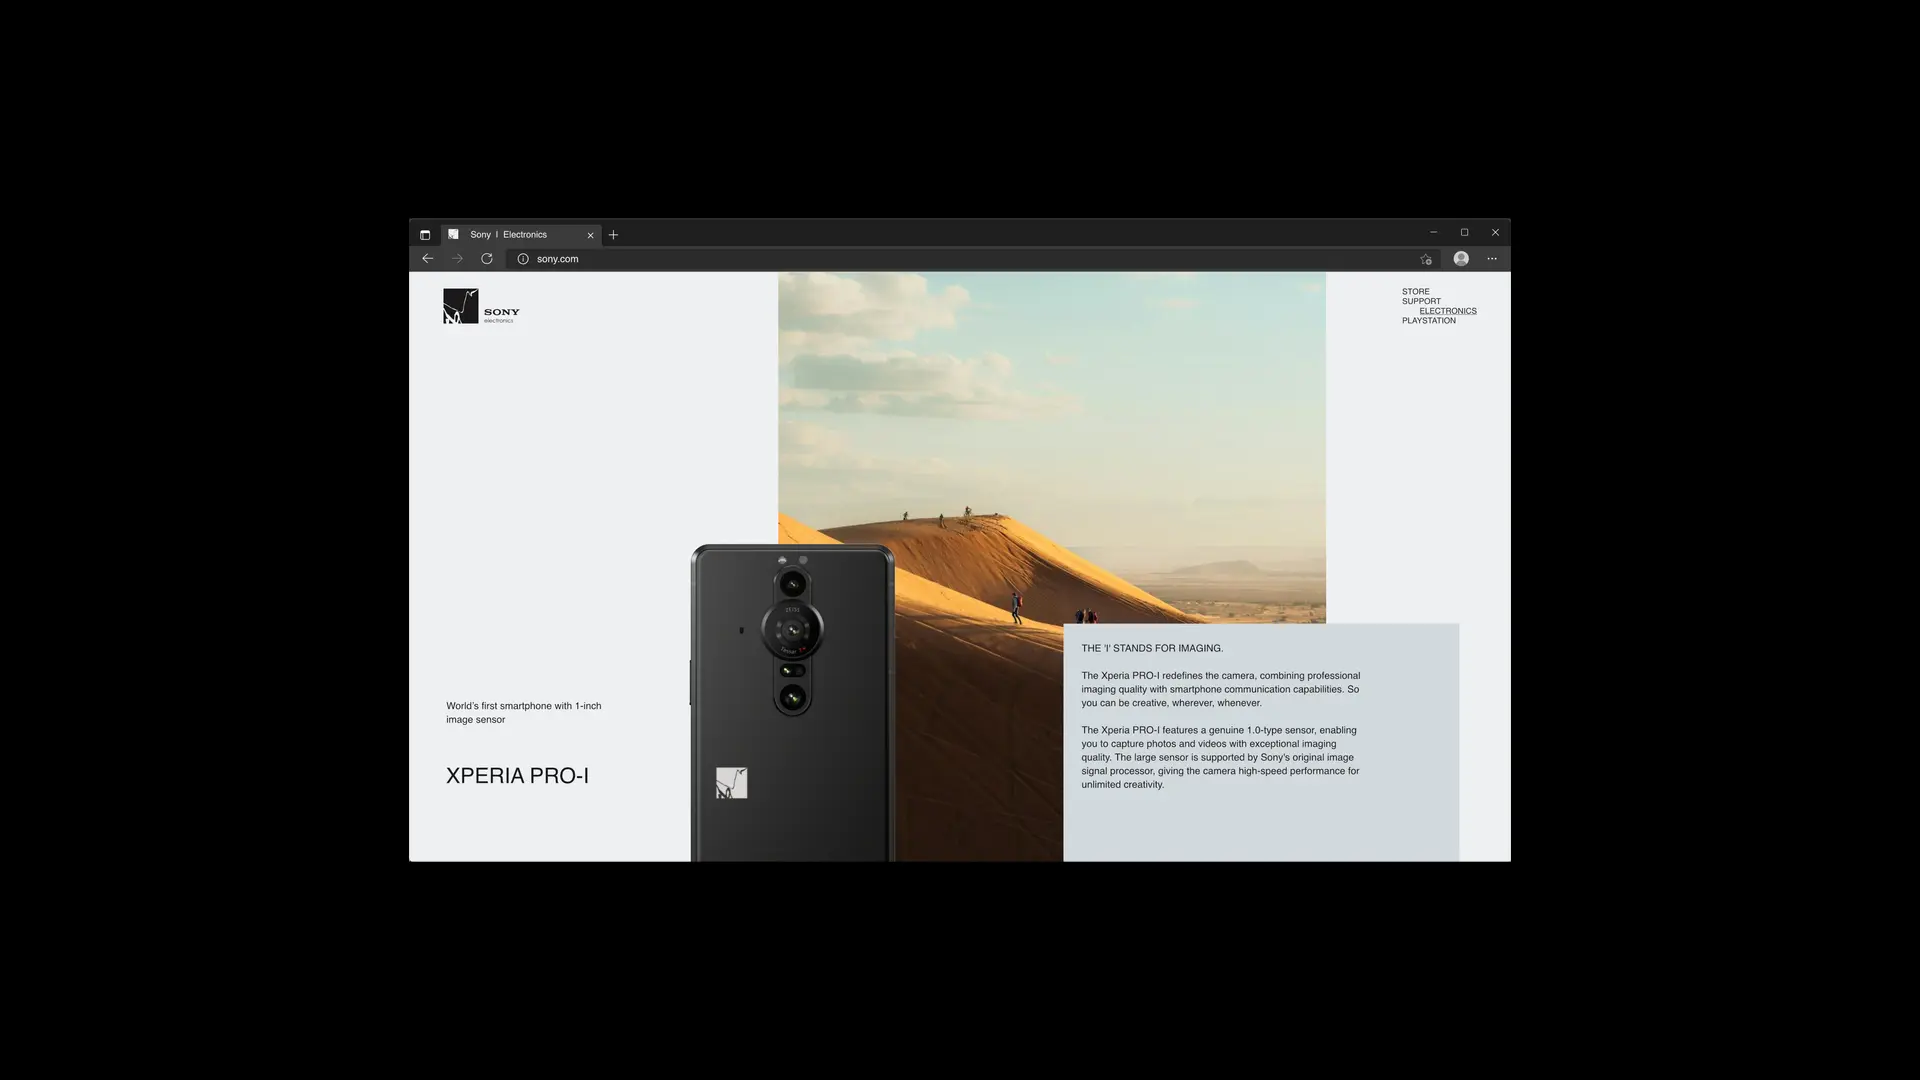 Sony | Electronics
sony.com
SONY
electronics
STORE
SUPPORT
ELECTRONICS
PLAYSTATION
World's first smartphone with 1-inch
image sensor
XPERIA PRO-I
ZEISS
THE 'I' STANDS FOR IMAGING.
The Xperia PRO-I redefines the camera, combining professional
imaging quality with smartphone communication capabilities. So
you can be creative, wherever, whenever.
The Xperia PRO-I features a genuine 1.0-type sensor, enabling
you to capture photos and videos with exceptional imaging
quality. The large sensor is supported by Sony's original image
signal processor, giving the camera high-speed performance for
unlimited creativity.